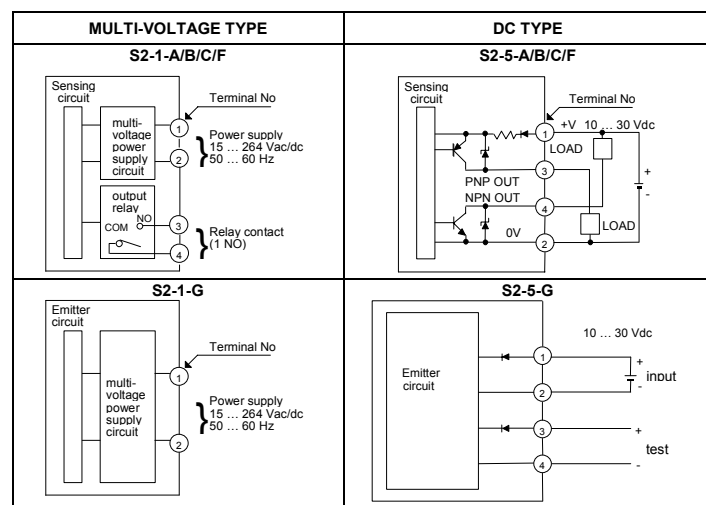 MULTI-VOLTAGE TYPE
DC TYPE
S2-1-A/B/C/F
Sensing
circuit
Terminal No
multi-
voltage
power
supply
circuit
1
2
Power supply
15 ... 264 Vac/dc
50 ... 60 Hz
output
relay
COM
NO
3
4
Relay contact
(1 NO)
S2-5-A/B/C/F
Sensing
circuit
Terminal No
1
+V 10 ... 30 Vdc
LOAD
3
PNP OUT
NPN OUT
4
+
-
LOAD
0V
2
S2-1-G
Emitter
circuit
Terminal No
1
multi-
voltage
power
supply
circuit
Power supply
15 ... 264 Vac/dc
50 ... 60 Hz
2
S2-5-G
10 ... 30 Vdc
Emitter
circuit
1
+
input
2
-
3
+
test
4
-